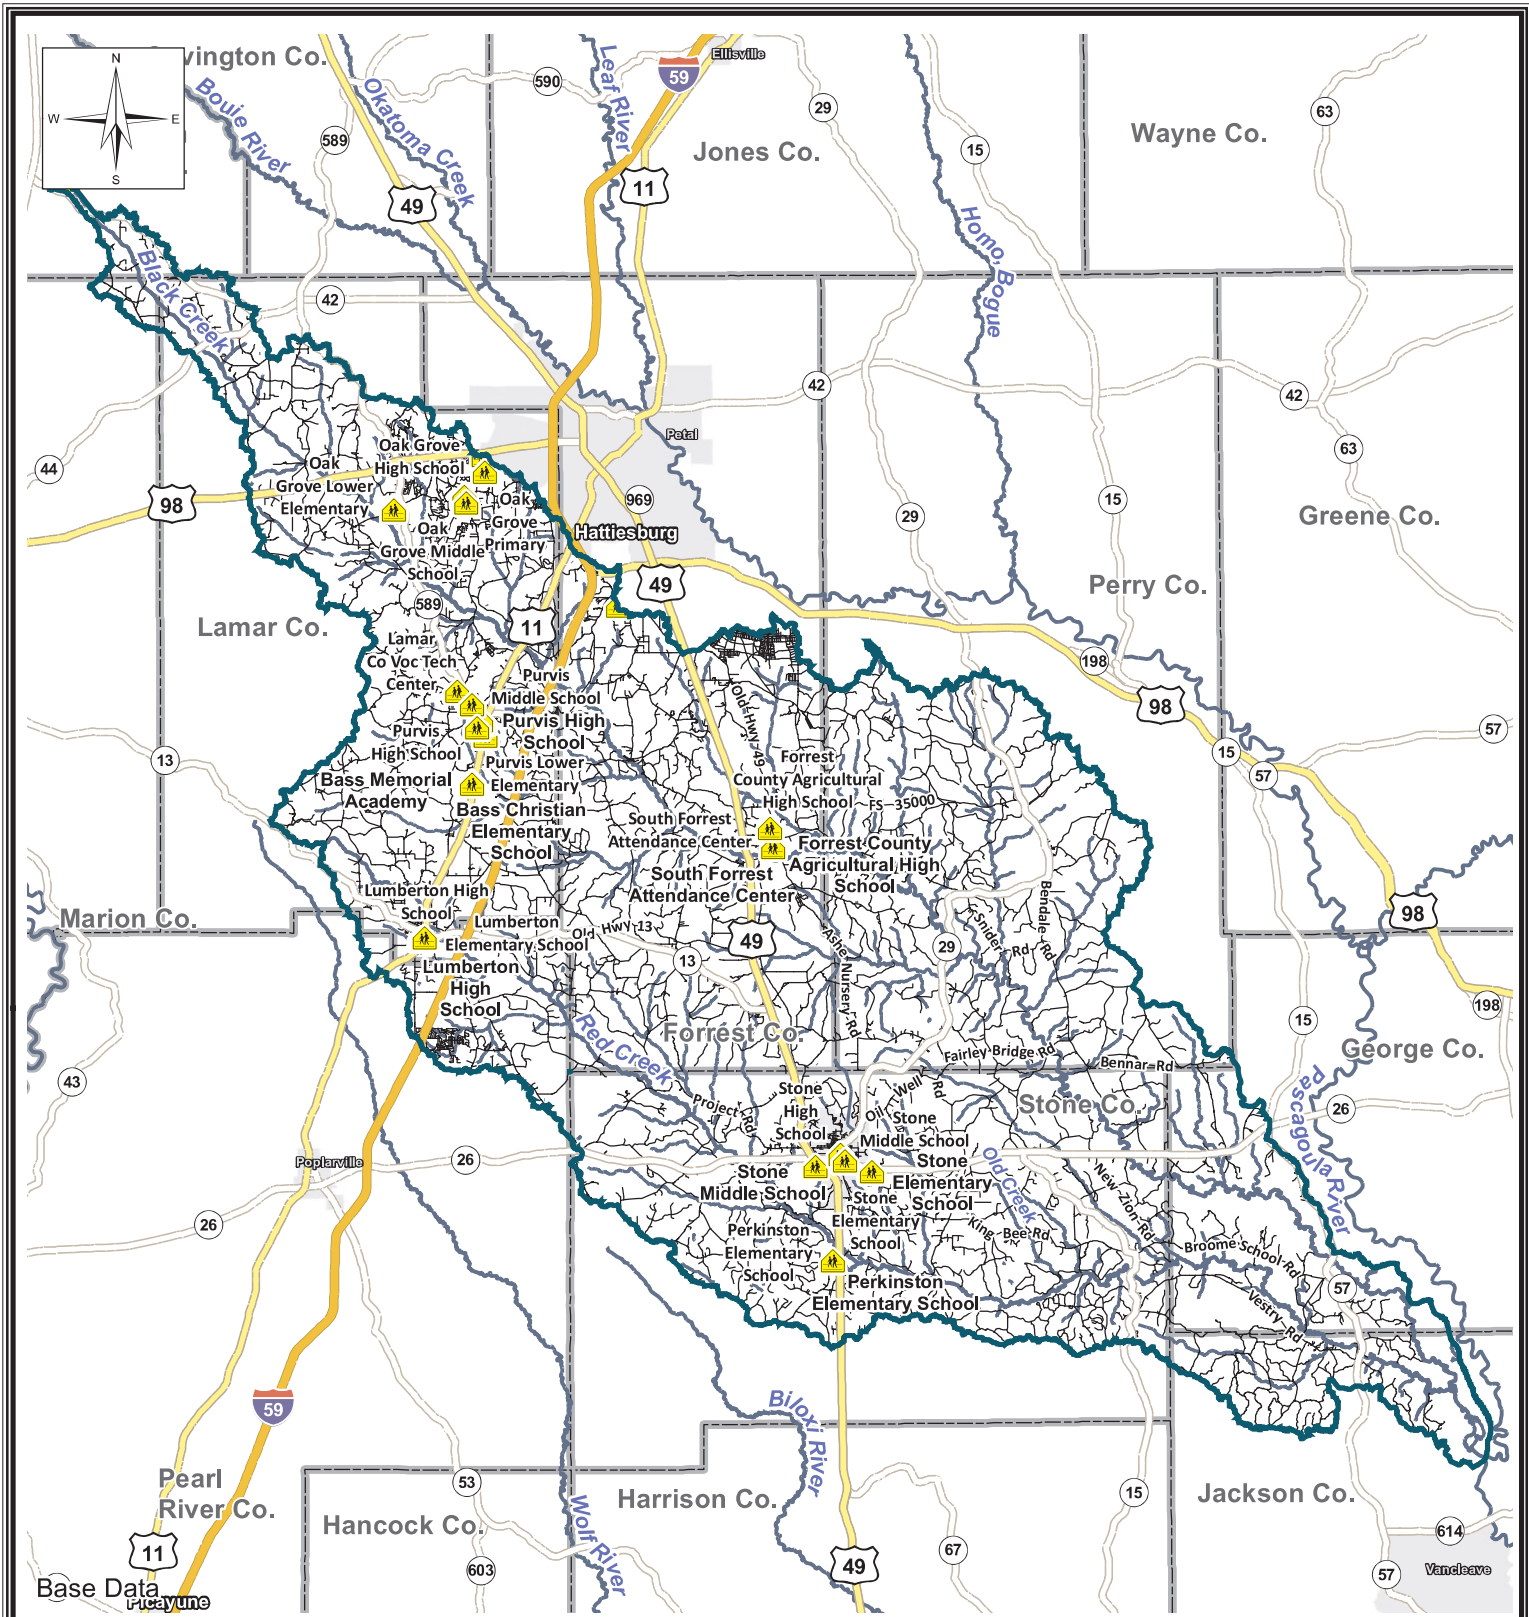 N
W
E
S
vington Co.
Bouie River
Okatoma Creek
Leaf River
Ellisville
590
59
29
63
589
15
Jones Co.
Wayne Co.
49
11
Homo, Bogue
Black Creek
42
42
42
44
98
Oak Grove
High School
Oak
Grove Lower
Elementary
Oak
Grove
Primary
Oak
Grove Middle
School
Petal
969
Hattiesburg
29
15
63
Greene Co.
589
11
49
Perry Co.
Lamar Co.
Lamar
Co Voc Tech
Center
198
98
Purvis
Middle School
Purvis High
School
Purvis
High School
Purvis Lower
Elementary
Old Hwy 49
15
57
57
13
Bass Memorial
Academy
Bass Christian
Elementary
School
Forrest
County Agricultural
High School
FS 35000
South Forrest
Attendance Center
Forrest County
Agricultural High
School
South Forrest
Attendance Center
Lumberton High
School
Lumberton
Elementary School
Lumberton
High
School
Marion Co.
Old Hwy 13
13
49
29
Ashe Nursery Rd
Snider Rd
Bendale Rd
98
198
15
Forrest Co.
Red Creek
Fairley Bridge Rd
Bennar Rd
George Co.
43
Stone
High
School
Project Rd
Oil Well Rd
Stone
Middle School
Stone Co.
26
Pascagoula River
Poplarville
26
Stone
Middle School
Stone
Elementary
School
Stone
Elementary
School
Old Creek
New Zion Rd
26
Perkinston
Elementary
School
King Bee Rd
Broome School Rd
Perkinston
Elementary School
57
Vestry Rd
59
Biloxi River
Pearl
River Co.
53
Harrison Co.
15
Jackson Co.
Hancock Co.
Wolf River
614
11
603
49
67
57
Vancleave
Base Data
Picayune